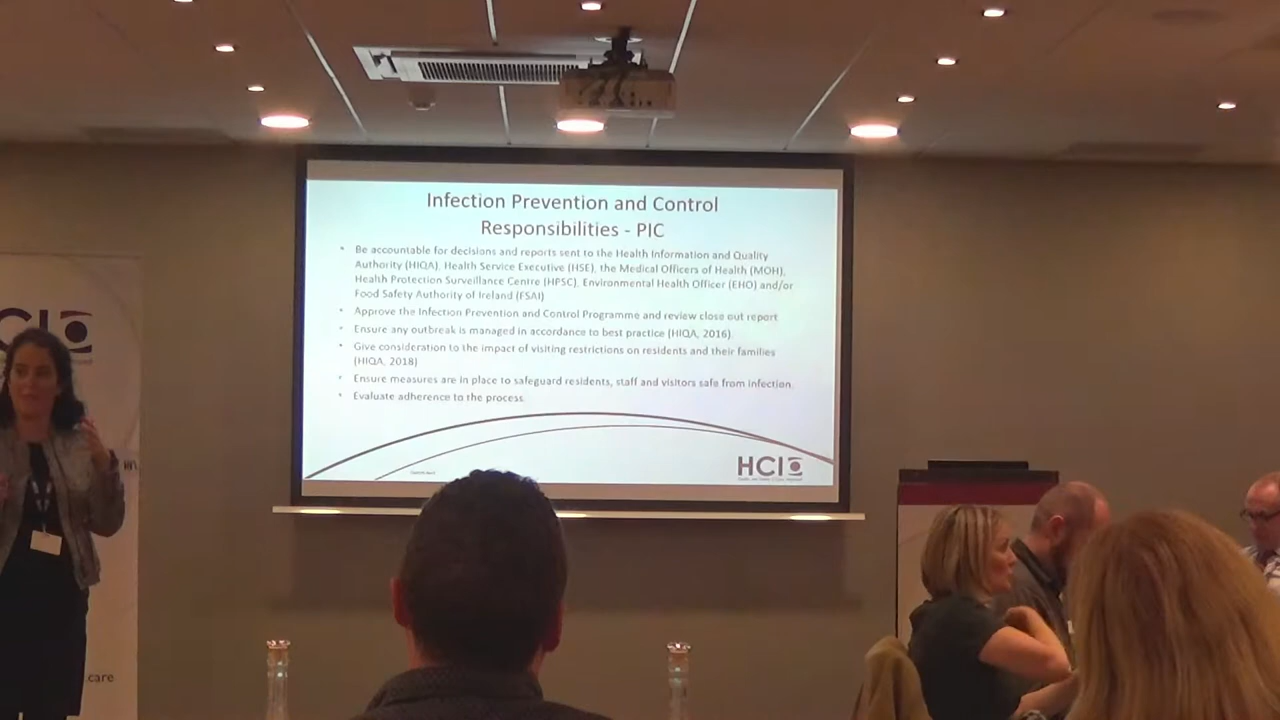 Infection Prevention and Control
Responsibilities - PIC
• Be accountable for decisions and reports sent to the Health Information and Quality
Authority (HIQA), Health Service Executive (HSE), the Medical Officers of Health (MOH),
Health Protection Surveillance Centre (HPSC), Environmental Health Officer (EHO) and/or
Food Safety Authority of Ireland (FSAI)
• Approve the Infection Prevention and Control Programme and review close out report
• Ensure any outbreak is managed in accordance to best practice (HIQA, 2016).
• Give consideration to the impact of visiting restrictions on residents and their families
(HIQA, 2018)
• Ensure measures are in place to safeguard residents, staff and visitors safe from infection.
• Evaluate adherence to the process.
HCI
CI
.care